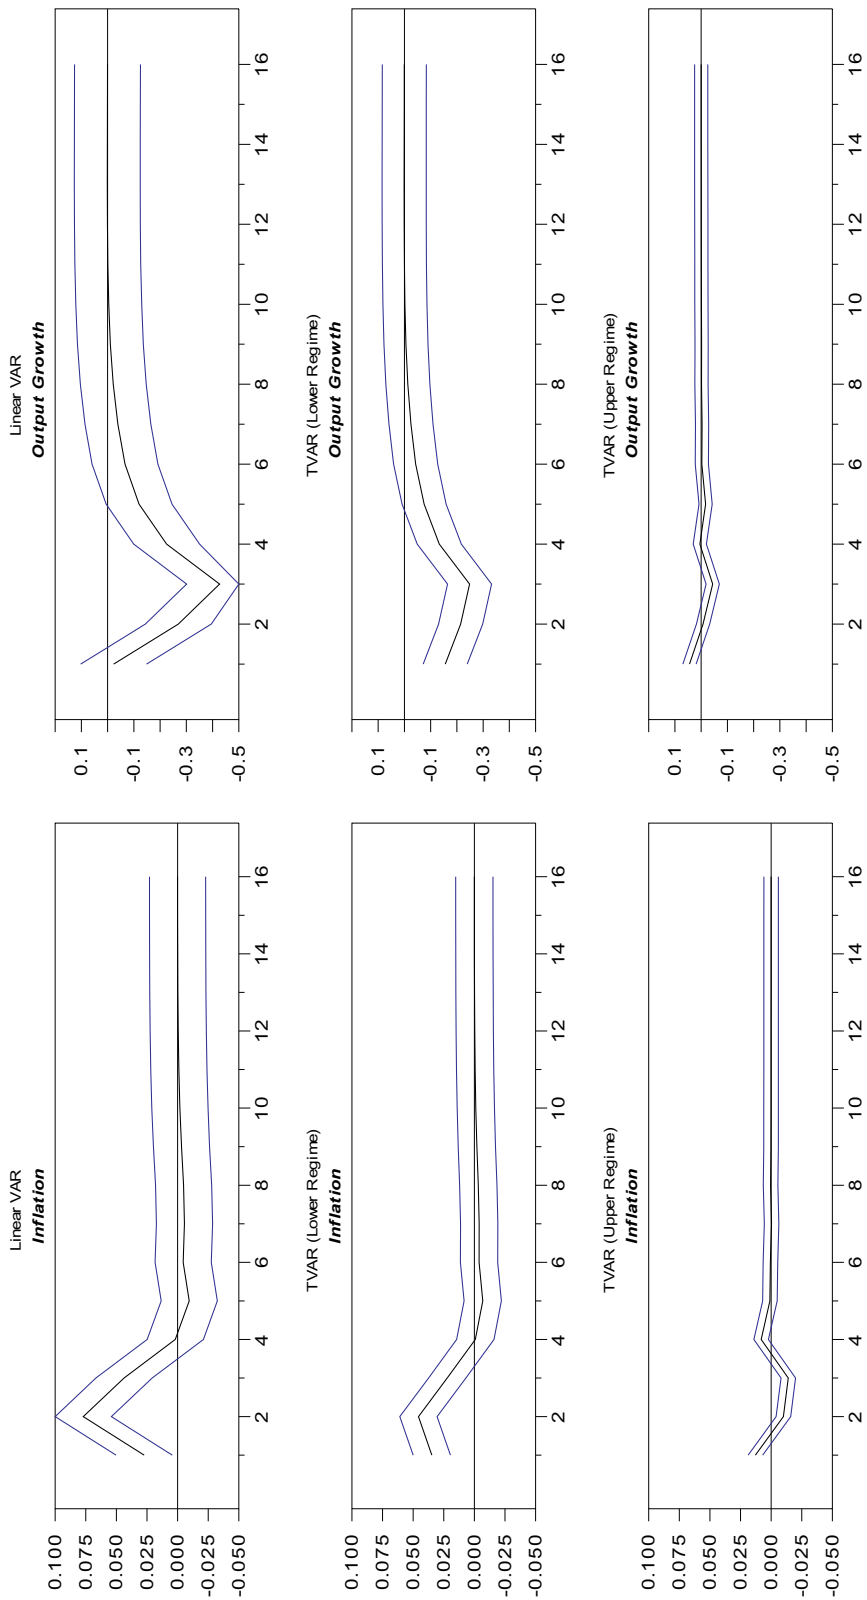 Linear VAR
Inflation
0.100
0.075
0.050
0.025
0.000
-0.025
-0.050
2 4 6 8 10 12 14 16
Linear VAR
Output Growth
0.1
-0.1
-0.3
-0.5
2 4 6 8 10 12 14 16
TVAR (Lower Regime)
Inflation
0.100
0.075
0.050
0.025
0.000
-0.025
-0.050
2 4 6 8 10 12 14 16
TVAR (Lower Regime)
Output Growth
0.1
-0.1
-0.3
-0.5
2 4 6 8 10 12 14 16
TVAR (Upper Regime)
Inflation
0.100
0.075
0.050
0.025
0.000
-0.025
-0.050
2 4 6 8 10 12 14 16
TVAR (Upper Regime)
Output Growth
0.1
-0.1
-0.3
-0.5
2 4 6 8 10 12 14 16